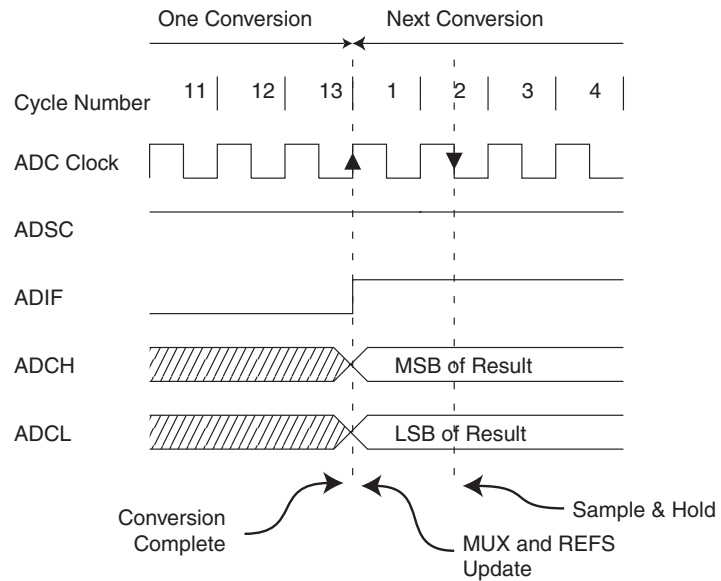 One Conversion
Next Conversion
Cycle Number
11 12 13 1 2 3 4
ADC Clock
ADSC
ADIF
ADCH
MSB of Result
ADCL
LSB of Result
Conversion
Complete
MUX and REFS
Update
Sample & Hold